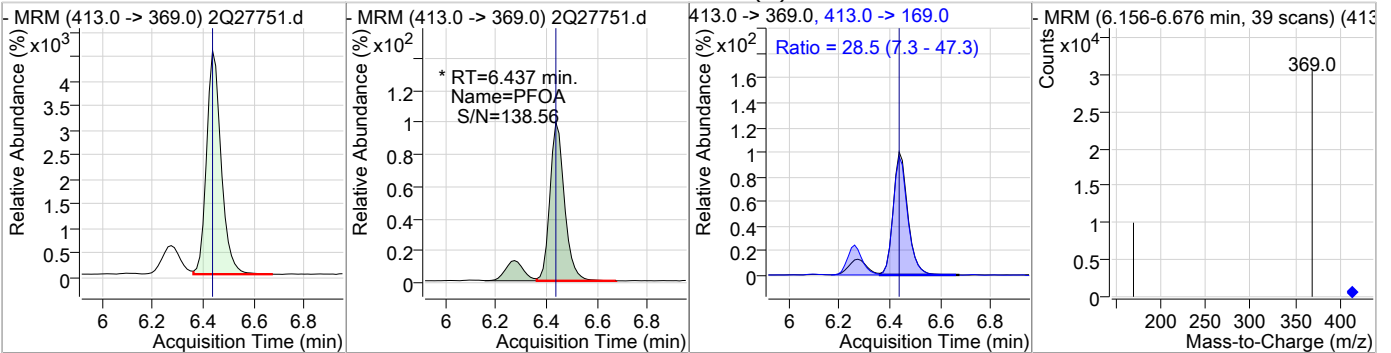 - MRM (413.0 -> 369.0) 2Q27751.d
Relative Abundance (%)
x10³
4.5
4
3.5
3
2.5
2
1.5
1
0.5
0
6
6.2
6.4
6.6
6.8
Acquisition Time (min)
- MRM (413.0 -> 369.0) 2Q27751.d
Relative Abundance (%)
x10²
* RT=6.437 min.
Name=PFOA
S/N=138.56
1.2
1
0.8
0.6
0.4
0.2
0
6
6.2
6.4
6.6
6.8
Acquisition Time (min)
413.0 -> 369.0, 413.0 -> 169.0
Relative Abundance (%)
x10²
Ratio = 28.5 (7.3 - 47.3)
1.6
1.4
1.2
1
0.8
0.6
0.4
0.2
0
6
6.2
6.4
6.6
6.8
Acquisition Time (min)
- MRM (6.156-6.676 min, 39 scans) (413
Counts
x10⁴
369.0
3
2.5
2
1.5
1
0.5
0
200
250
300
350
400
Mass-to-Charge (m/z)